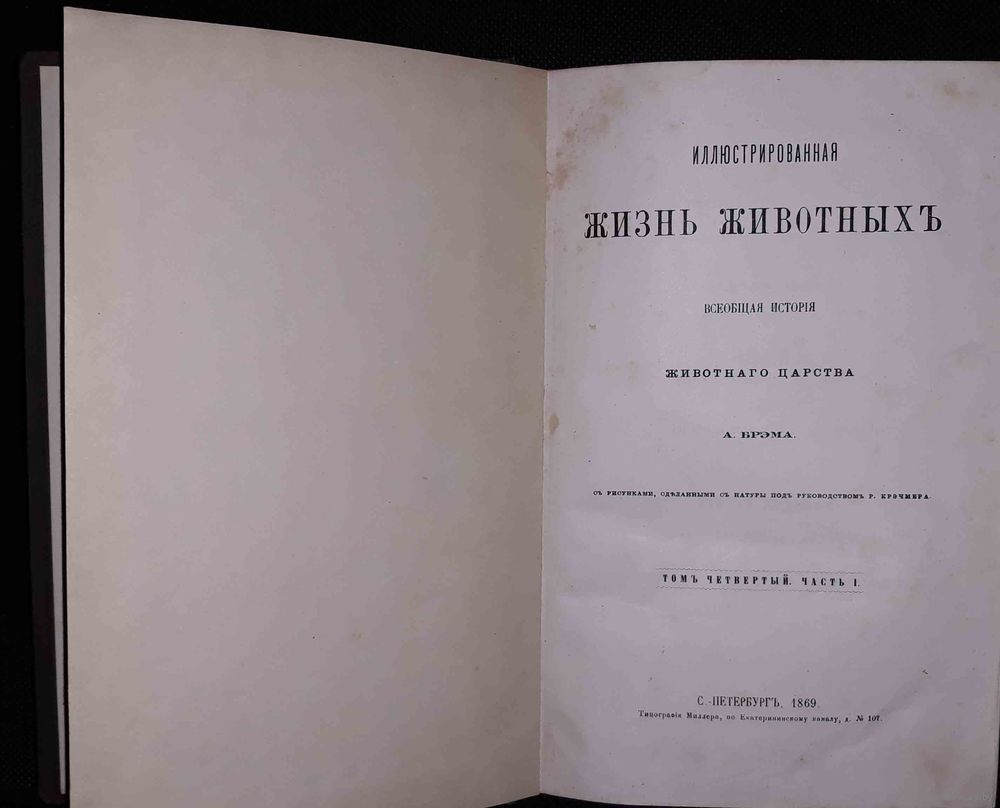 ИЛЛЮСТРИРОВАННАЯ
ЖИЗНЬ ЖИВОТНЫХЪ
ВСЕОБЩАЯ ИСТОРІЯ
ЖИВОТНАГО ЦАРСТВА
А. БРЭМА.
СЪ РИСУНКАМИ, СДѢЛАННЫМИ СЪ НАТУРЫ ПОДЪ РУКОВОДСТВОМЪ Р. КРЭЧМЕРА.
ТОМЪ ЧЕТВЕРТЫЙ. ЧАСТЬ I.
С.-ПЕТЕРБУРГЪ, 1869.
Типографія Миллера, по Екатерининскому каналу, д. № 107.